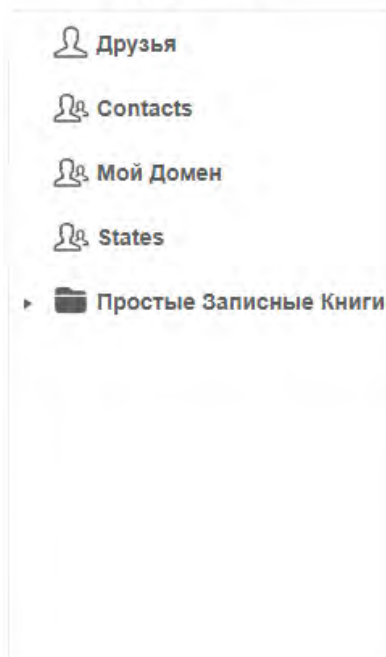 Друзья
Contacts
Мой Домен
States
Простые Записные Книги